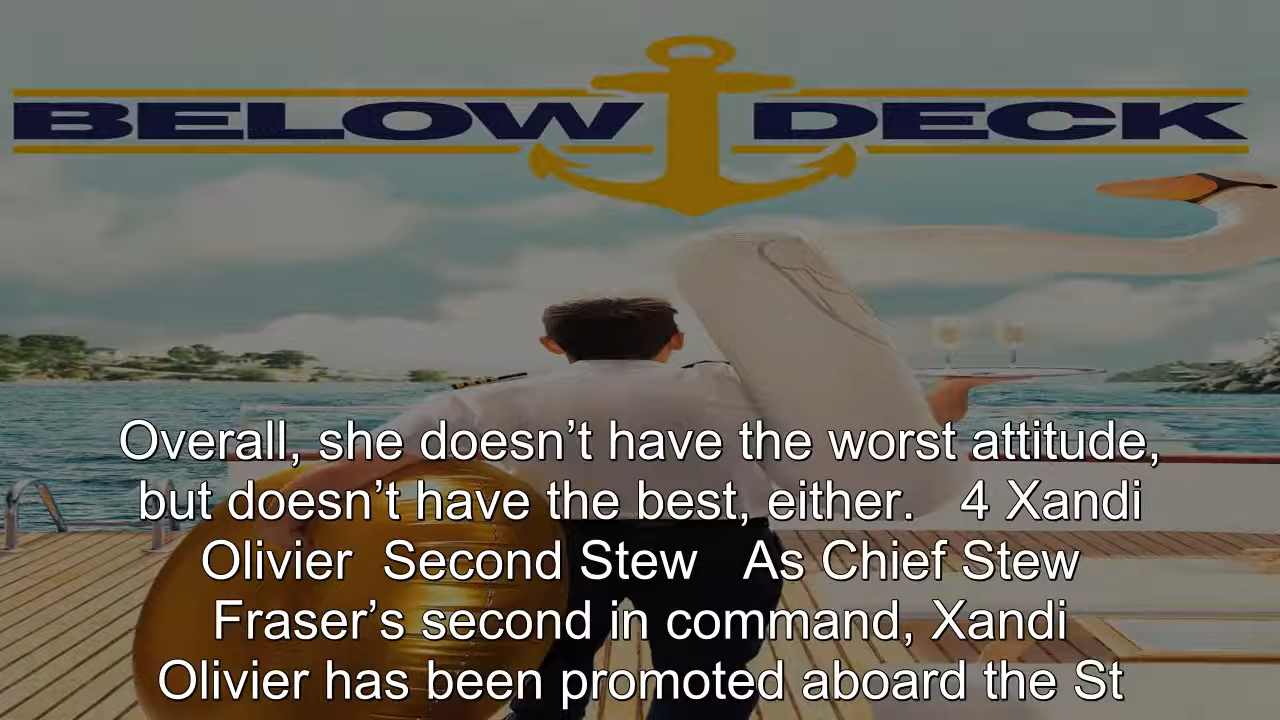 BELOW DECK
Overall, she doesn’t have the worst attitude,
but doesn’t have the best, either.   4 Xandi
Olivier  Second Stew   As Chief Stew
Fraser’s second in command, Xandi
Olivier has been promoted aboard the St